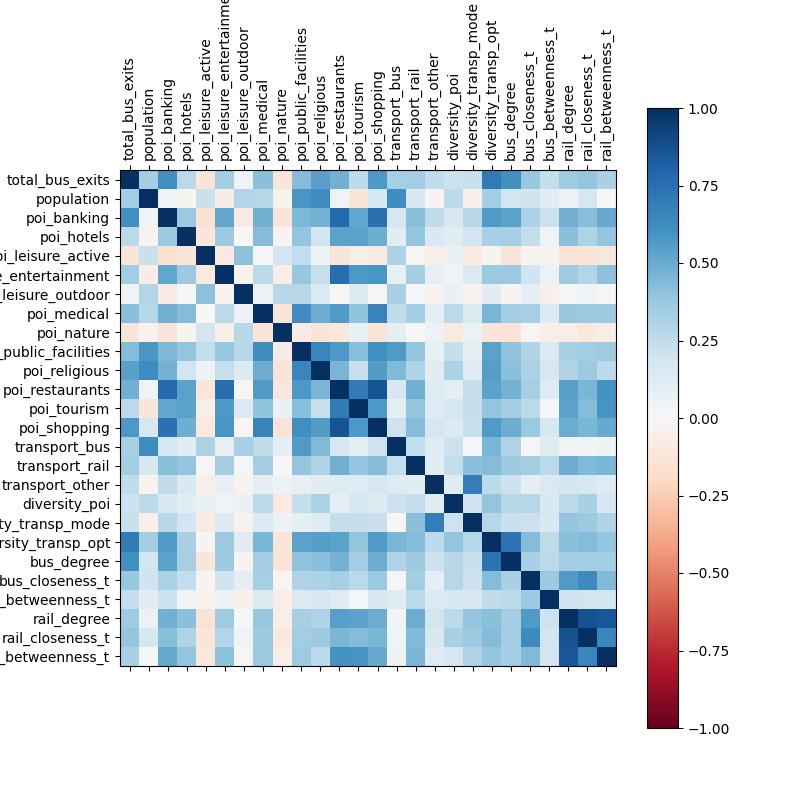 total_bus_exits
population
poi_banking
poi_hotels
poi_leisure_active
poi_leisure_entertainme
poi_leisure_outdoor
poi_medical
poi_nature
poi_public_facilities
poi_religious
poi_restaurants
poi_tourism
poi_shopping
transport_bus
transport_rail
transport_other
diversity_poi
diversity_transp_mode
diversity_transp_opt
bus_degree
bus_closeness_t
bus_betweenness_t
rail_degree
rail_closeness_t
rail_betweenness_t
total_bus_exits
population
poi_banking
poi_hotels
oi_leisure_active
e_entertainment
_leisure_outdoor
poi_medical
poi_nature
_public_facilities
poi_religious
poi_restaurants
poi_tourism
poi_shopping
transport_bus
transport_rail
transport_other
diversity_poi
ity_transp_mode
rsity_transp_opt
bus_degree
bus_closeness_t
_betweenness_t
rail_degree
rail_closeness_t
_betweenness_t
1.00
0.75
0.50
0.25
0.00
−0.25
−0.50
−0.75
−1.00